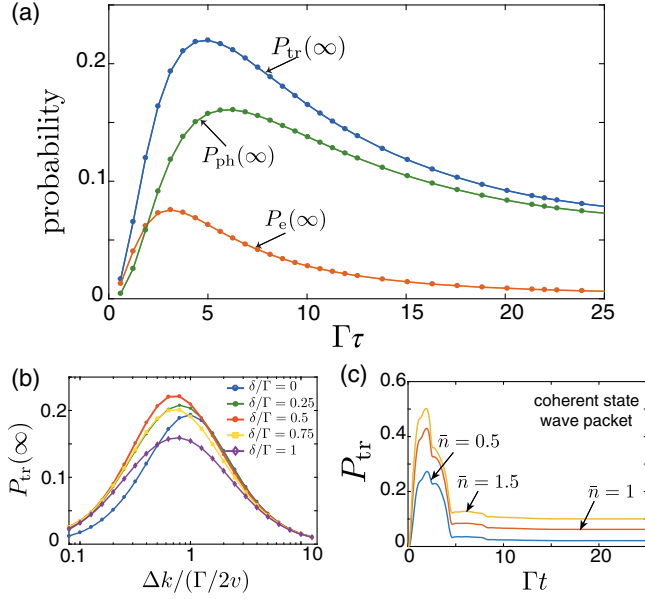 (a)
probability
0.2
0.1
0
P_tr(∞)
P_ph(∞)
P_e(∞)
0 5 10 15 20 25
Γτ
(b)
P_tr(∞)
0.2
0.1
0
δ/Γ = 0
δ/Γ = 0.25
δ/Γ = 0.5
δ/Γ = 0.75
δ/Γ = 1
0.1 1 10
Δk/(Γ/2v)
(c)
P_tr
0.6
0.4
0.2
0
coherent state
wave packet
n̄ = 0.5
n̄ = 1.5
n̄ = 1
0 10 20
Γt